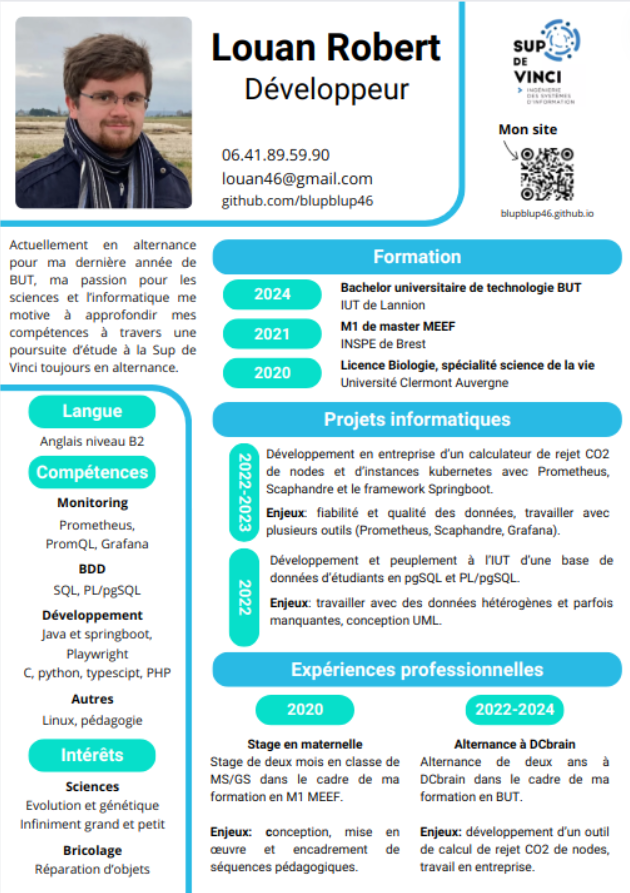 Louan Robert
Développeur
06.41.89.59.90
louan46@gmail.com
github.com/blupblup46
SUP
DE
VINCI
INGÉNIERIE
DES SYSTÈMES
D'INFORMATION
Mon site
blupblup46.github.io
Actuellement en alternance
pour ma dernière année de
BUT, ma passion pour les
sciences et l'informatique me
motive à approfondir mes
compétences à travers une
poursuite d'étude à la Sup de
Vinci toujours en alternance.
Langue
Anglais niveau B2
Compétences
Monitoring
Prometheus,
PromQL, Grafana
BDD
SQL, PL/pgSQL
Développement
Java et springboot,
Playwright
C, python, typescipt, PHP
Autres
Linux, pédagogie
Intérêts
Sciences
Evolution et génétique
Infiniment grand et petit
Bricolage
Réparation d'objets
Formation
2024
Bachelor universitaire de technologie BUT
IUT de Lannion
2021
M1 de master MEEF
INSPE de Brest
2020
Licence Biologie, spécialité science de la vie
Université Clermont Auvergne
Projets informatiques
2022-2023
Développement en entreprise d'un calculateur de rejet CO2
de nodes et d'instances kubernetes avec Prometheus,
Scaphandre et le framework Springboot.
Enjeux: fiabilité et qualité des données, travailler avec
plusieurs outils (Prometheus, Scaphandre, Grafana).
2022
Développement et peuplement à l'IUT d'une base de
données d'étudiants en pgSQL et PL/pgSQL.
Enjeux: travailler avec des données hétérogènes et parfois
manquantes, conception UML.
Expériences professionnelles
2020
Stage en maternelle
Stage de deux mois en classe de
MS/GS dans le cadre de ma
formation en M1 MEEF.
Enjeux: conception, mise en
œuvre et encadrement de
séquences pédagogiques.
2022-2024
Alternance à DCbrain
Alternance de deux ans à
DCbrain dans le cadre de ma
formation en BUT.
Enjeux: développement d'un outil
de calcul de rejet CO2 de nodes,
travail en entreprise.